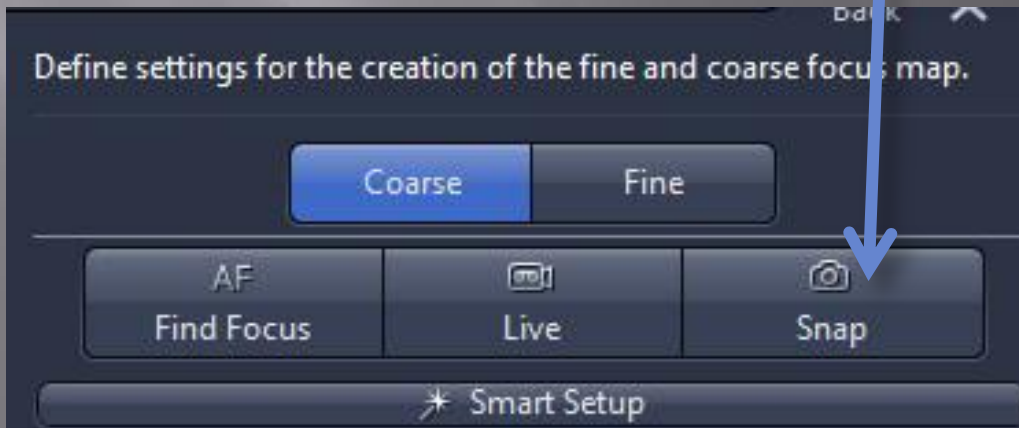 Back
Define settings for the creation of the fine and coarse focus map.
Coarse Fine
AF
Find Focus Live Snap
Smart Setup